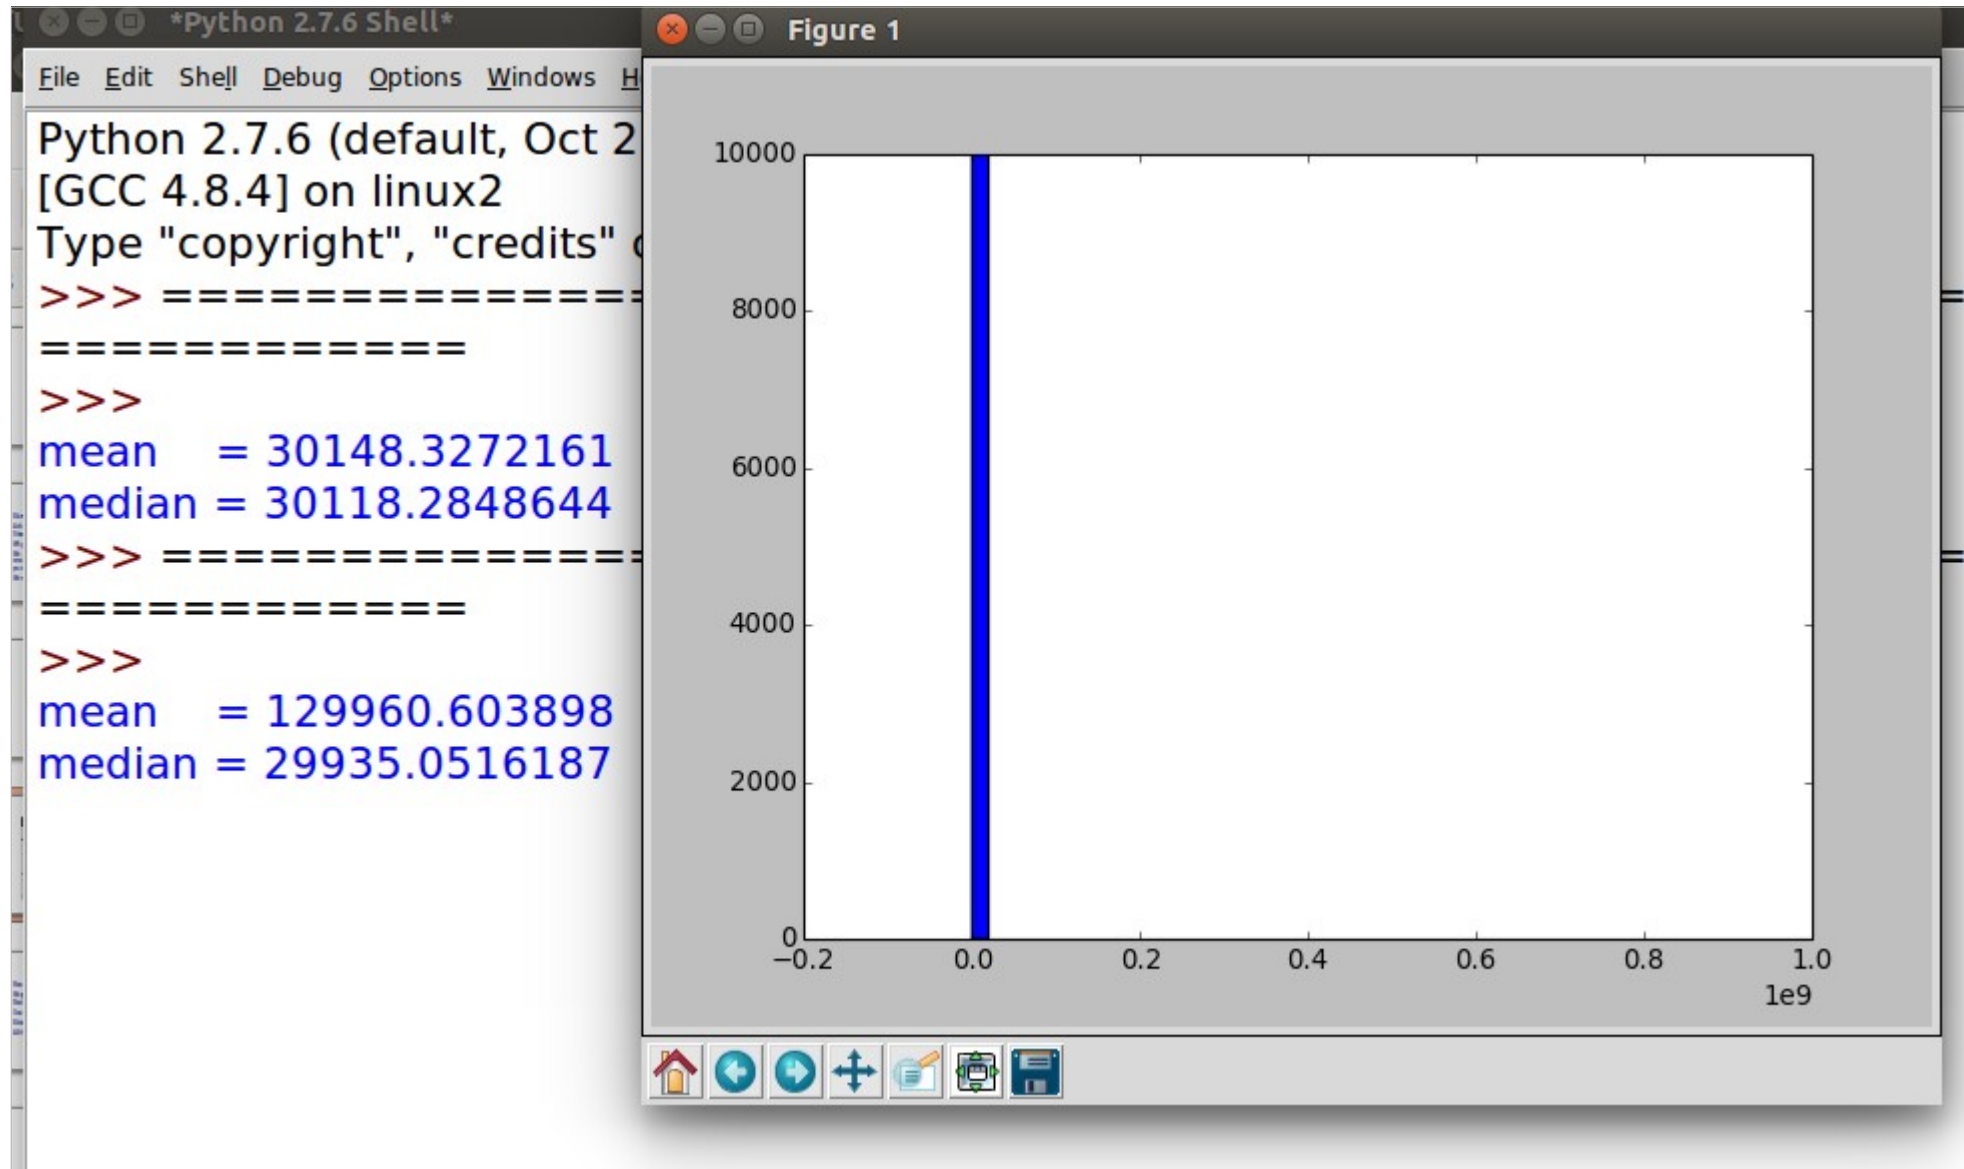 *Python 2.7.6 Shell*
File Edit Shell Debug Options Windows
Python 2.7.6 (default, Oct 2
[GCC 4.8.4] on linux2
Type "copyright", "credits"
>>> ==============
============
>>>
mean = 30148.3272161
median = 30118.2848644
>>> ==============
============
>>>
mean = 129960.603898
median = 29935.0516187
Figure 1
10000
8000
6000
4000
2000
0
−0.2 0.0 0.2 0.4 0.6 0.8 1.0
1e9